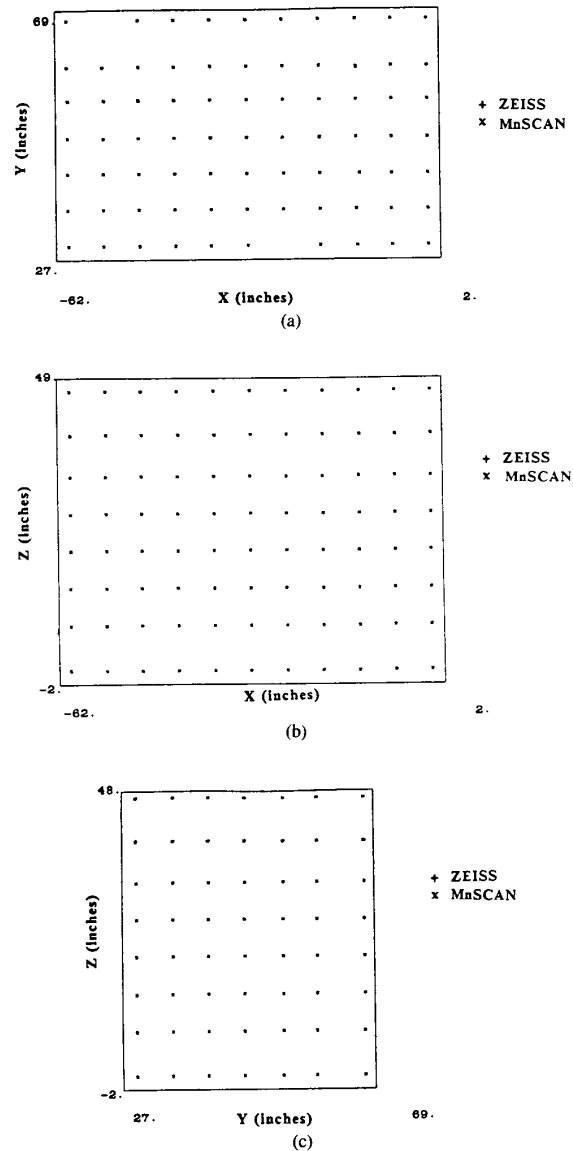 69.
Y (inches)
+ ZEISS
x MnSCAN
27.
-62.
X (inches)
2.
(a)
49
Z (inches)
+ ZEISS
x MnSCAN
-2.
X (inches)
-62.
2.
(b)
48.
Z (inches)
+ ZEISS
x MnSCAN
-2.
27.
Y (inches)
69.
(c)